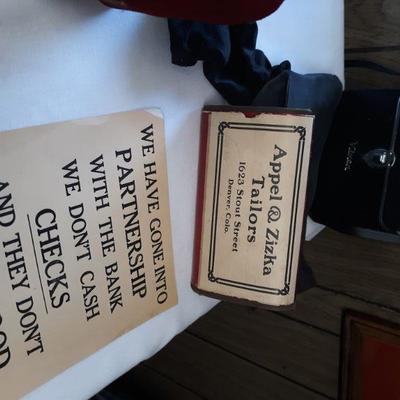 WE HAVE GONE INTO
PARTNERSHIP
WITH THE BANK
WE DON'T CASH
CHECKS
AND THEY DON'T
Appel & Zizka
Tailors
1623 Stout Street
Denver, Colo.